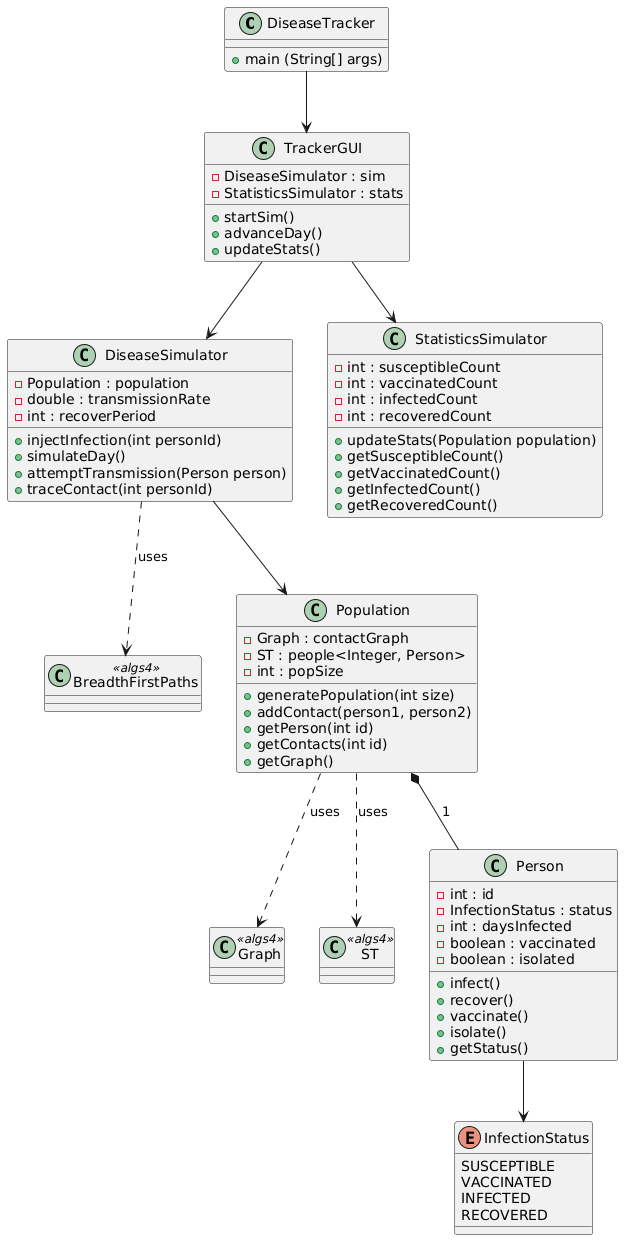 C DiseaseTracker
main (String[] args)
C TrackerGUI
DiseaseSimulator : sim
StatisticsSimulator : stats
startSim()
advanceDay()
updateStats()
C DiseaseSimulator
Population : population
double : transmissionRate
int : recoverPeriod
injectInfection(int personId)
simulateDay()
attemptTransmission(Person person)
traceContact(int personId)
C StatisticsSimulator
int : susceptibleCount
int : vaccinatedCount
int : infectedCount
int : recoveredCount
updateStats(Population population)
getSusceptibleCount()
getVaccinatedCount()
getInfectedCount()
getRecoveredCount()
uses
C «algs4»
BreadthFirstPaths
C Population
Graph : contactGraph
ST : people<Integer, Person>
int : popSize
generatePopulation(int size)
addContact(person1, person2)
getPerson(int id)
getContacts(int id)
getGraph()
uses
uses
1
C «algs4»
Graph
C «algs4»
ST
C Person
int : id
InfectionStatus : status
int : daysInfected
boolean : vaccinated
boolean : isolated
infect()
recover()
vaccinate()
isolate()
getStatus()
E InfectionStatus
SUSCEPTIBLE
VACCINATED
INFECTED
RECOVERED